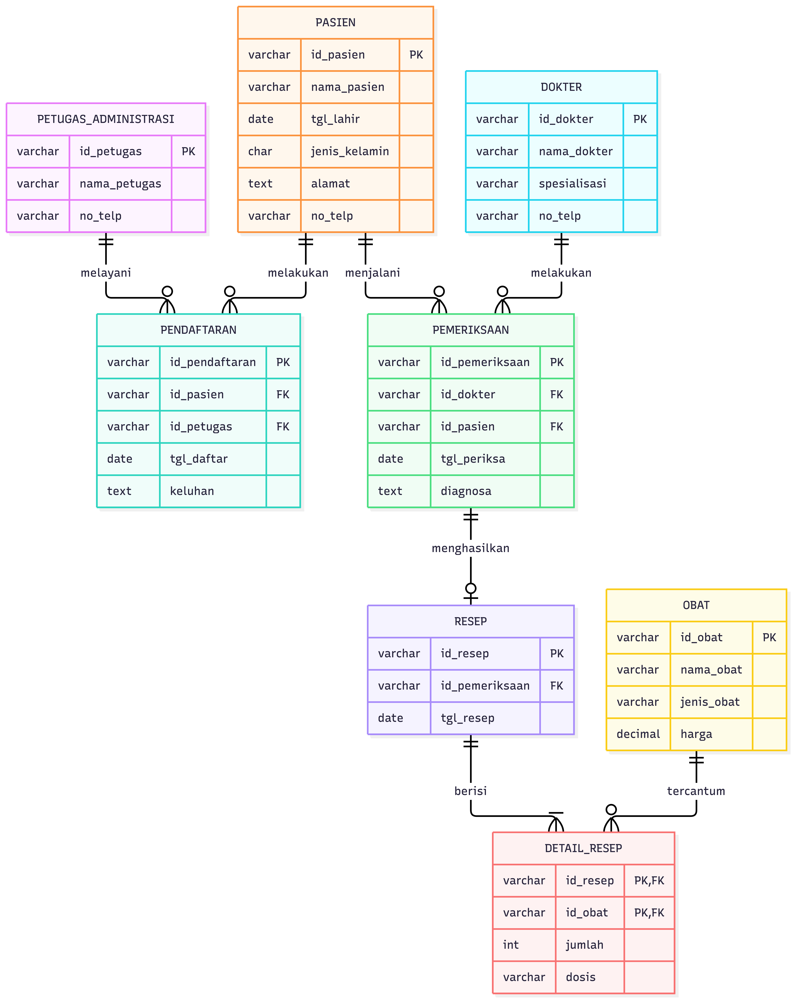 PASIEN
varchar id_pasien PK
varchar nama_pasien
date tgl_lahir
char jenis_kelamin
text alamat
varchar no_telp
DOKTER
varchar id_dokter PK
varchar nama_dokter
varchar spesialisasi
varchar no_telp
PETUGAS_ADMINISTRASI
varchar id_petugas PK
varchar nama_petugas
varchar no_telp
melayani
melakukan
menjalani
melakukan
PENDAFTARAN
varchar id_pendaftaran PK
varchar id_pasien FK
varchar id_petugas FK
date tgl_daftar
text keluhan
PEMERIKSAAN
varchar id_pemeriksaan PK
varchar id_dokter FK
varchar id_pasien FK
date tgl_periksa
text diagnosa
menghasilkan
RESEP
varchar id_resep PK
varchar id_pemeriksaan FK
date tgl_resep
OBAT
varchar id_obat PK
varchar nama_obat
varchar jenis_obat
decimal harga
berisi
tercantum
DETAIL_RESEP
varchar id_resep PK,FK
varchar id_obat PK,FK
int jumlah
varchar dosis